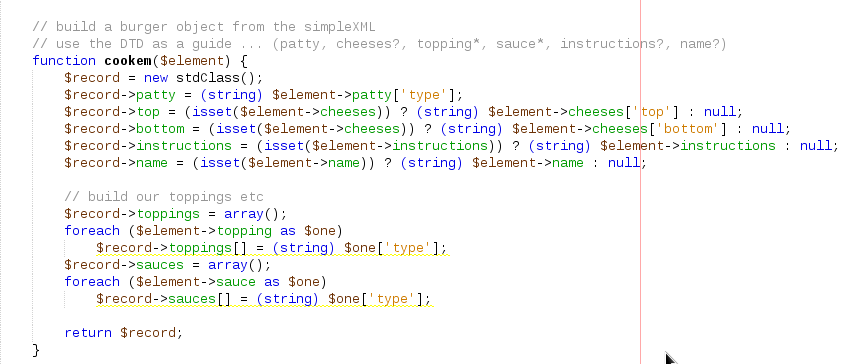 // build a burger object from the simpleXML
// use the DTD as a guide ... (patty, cheeses?, topping*, sauce*, instructions?, name?)
function cookem($element) {
$record = new stdClass();
$record->patty = (string) $element->patty['type'];
$record->top = (isset($element->cheeses)) ? (string) $element->cheeses['top'] : null;
$record->bottom = (isset($element->cheeses)) ? (string) $element->cheeses['bottom'] : null;
$record->instructions = (isset($element->instructions)) ? (string) $element->instructions : null;
$record->name = (isset($element->name)) ? (string) $element->name : null;
// build our toppings etc
$record->toppings = array();
foreach ($element->topping as $one)
$record->toppings[] = (string) $one['type'];
$record->sauces = array();
foreach ($element->sauce as $one)
$record->sauces[] = (string) $one['type'];
return $record;
}